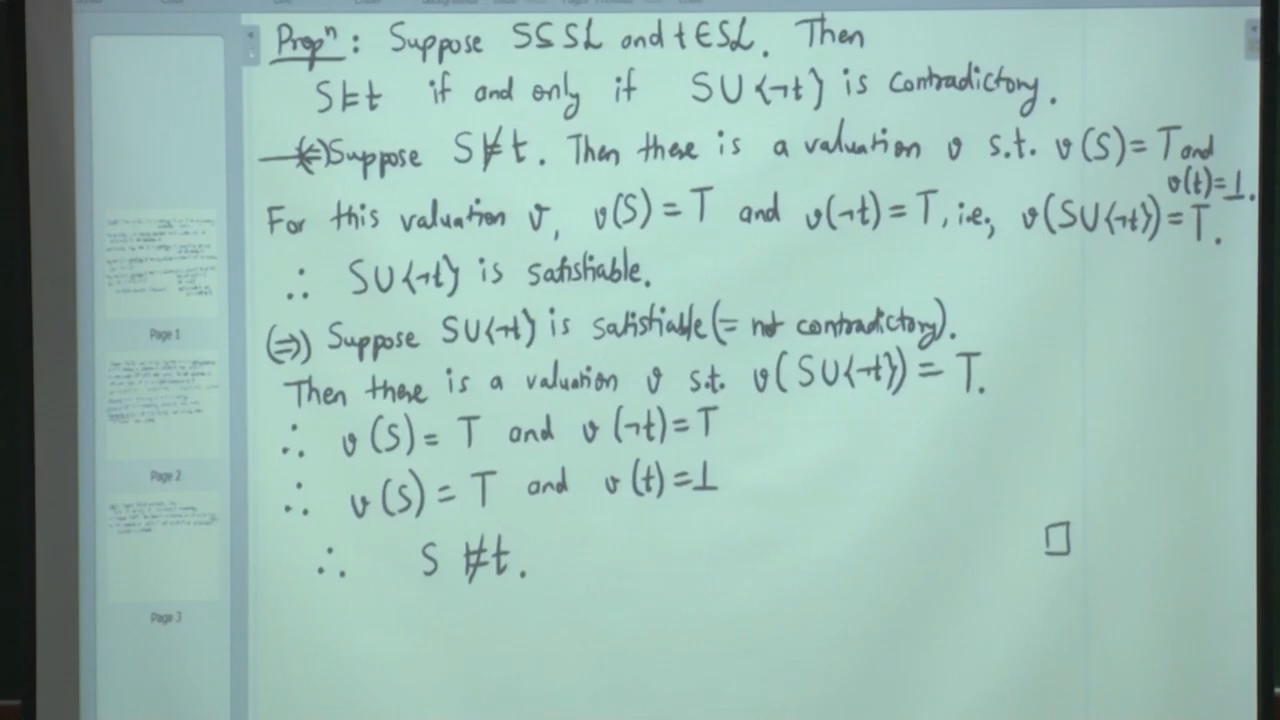 Propⁿ : Suppose S ⊆ SL and t ∈ SL. Then
S ⊨ t if and only if S ∪ {¬t} is contradictory.
(⇐) Suppose S ⊭ t. Then there is a valuation v s.t. v(S) = T and
v(t) = ⊥.
For this valuation v, v(S) = T and v(¬t) = T, i.e., v(S ∪ {¬t}) = T.
∴ S ∪ {¬t} is satisfiable.
(⇒) Suppose S ∪ {¬t} is satisfiable (= not contradictory).
Then there is a valuation v s.t. v(S ∪ {¬t}) = T.
∴ v(S) = T and v(¬t) = T
∴ v(S) = T and v(t) = ⊥
∴ S ⊭ t. □
Page 1
Page 2
Page 3